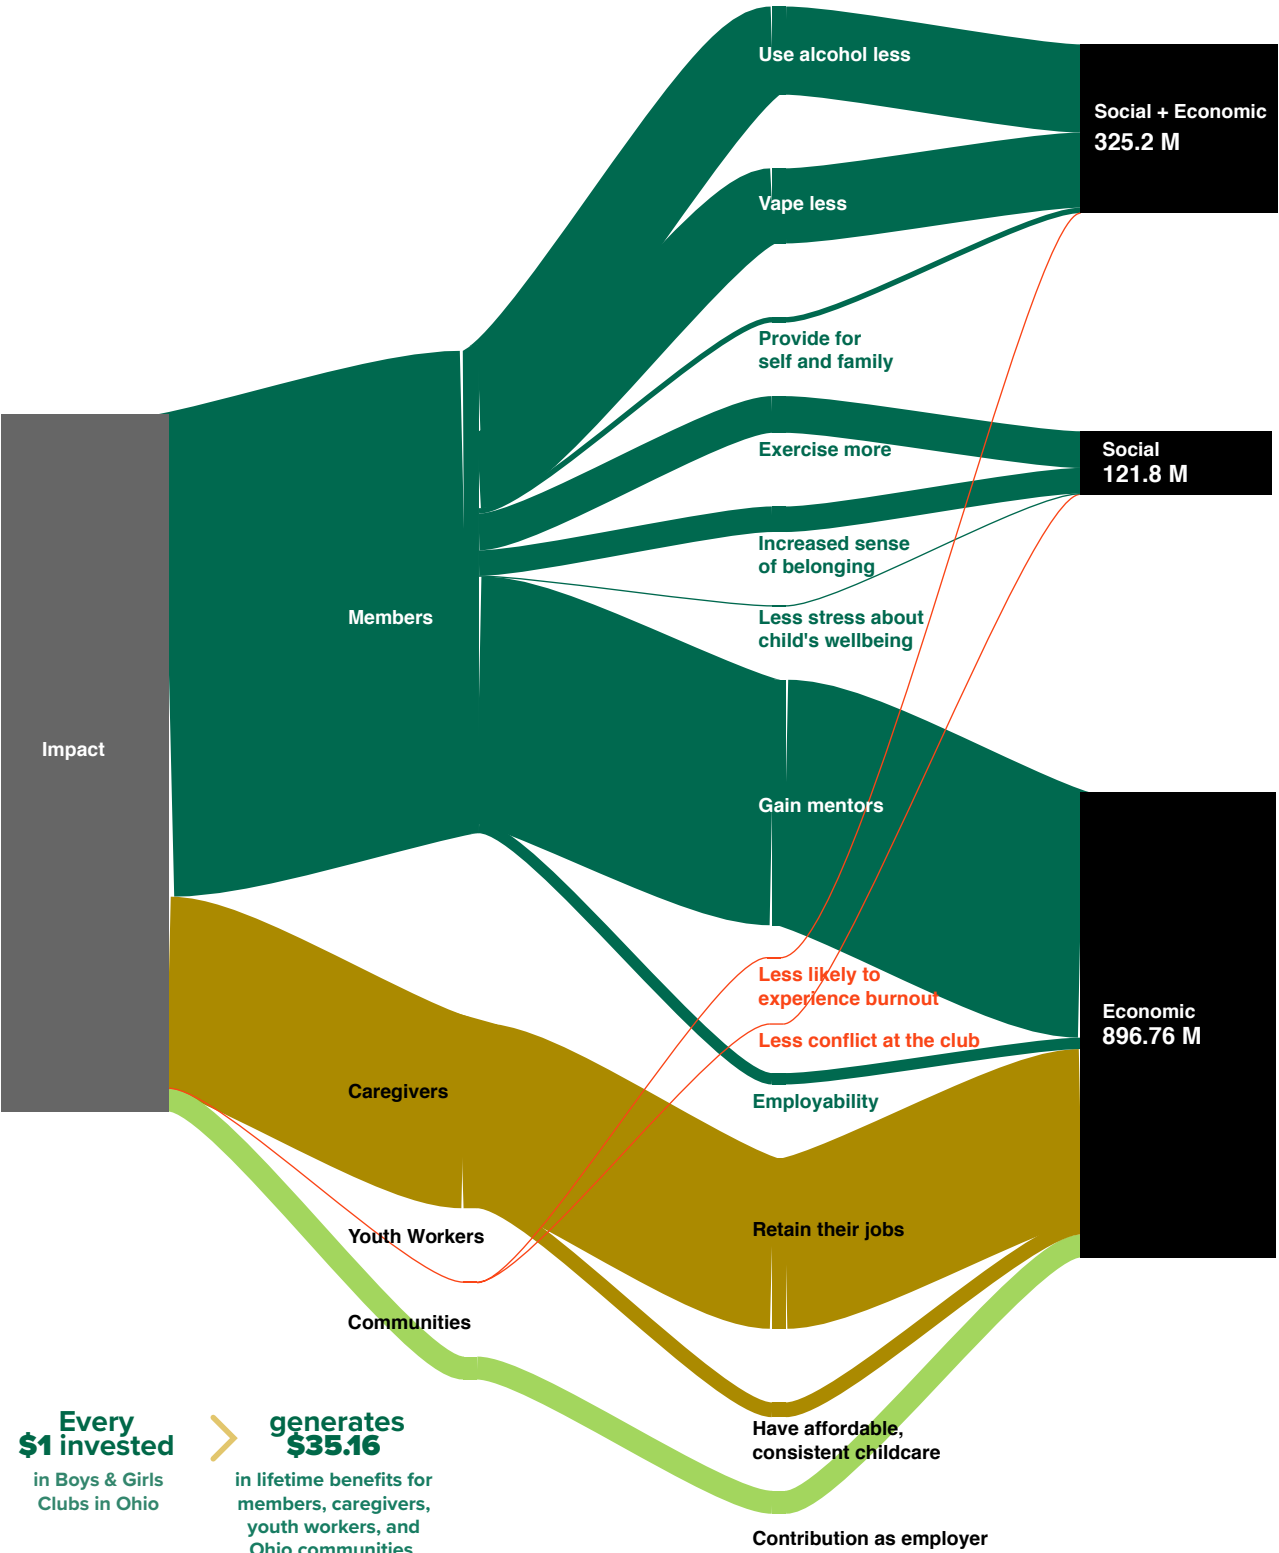 Use alcohol less
Social + Economic
325.2 M
Vape less
Provide for
self and family
Exercise more
Social
121.8 M
Increased sense
of belonging
Members
Less stress about
child's wellbeing
Impact
Gain mentors
Less likely to
experience burnout
Economic
896.76 M
Less conflict at the club
Caregivers
Employability
Youth Workers
Retain their jobs
Communities
Every
$1 invested
in Boys & Girls
Clubs in Ohio
generates
$35.16
in lifetime benefits for
members, caregivers,
youth workers, and
Ohio communities
Have affordable,
consistent childcare
Contribution as employer